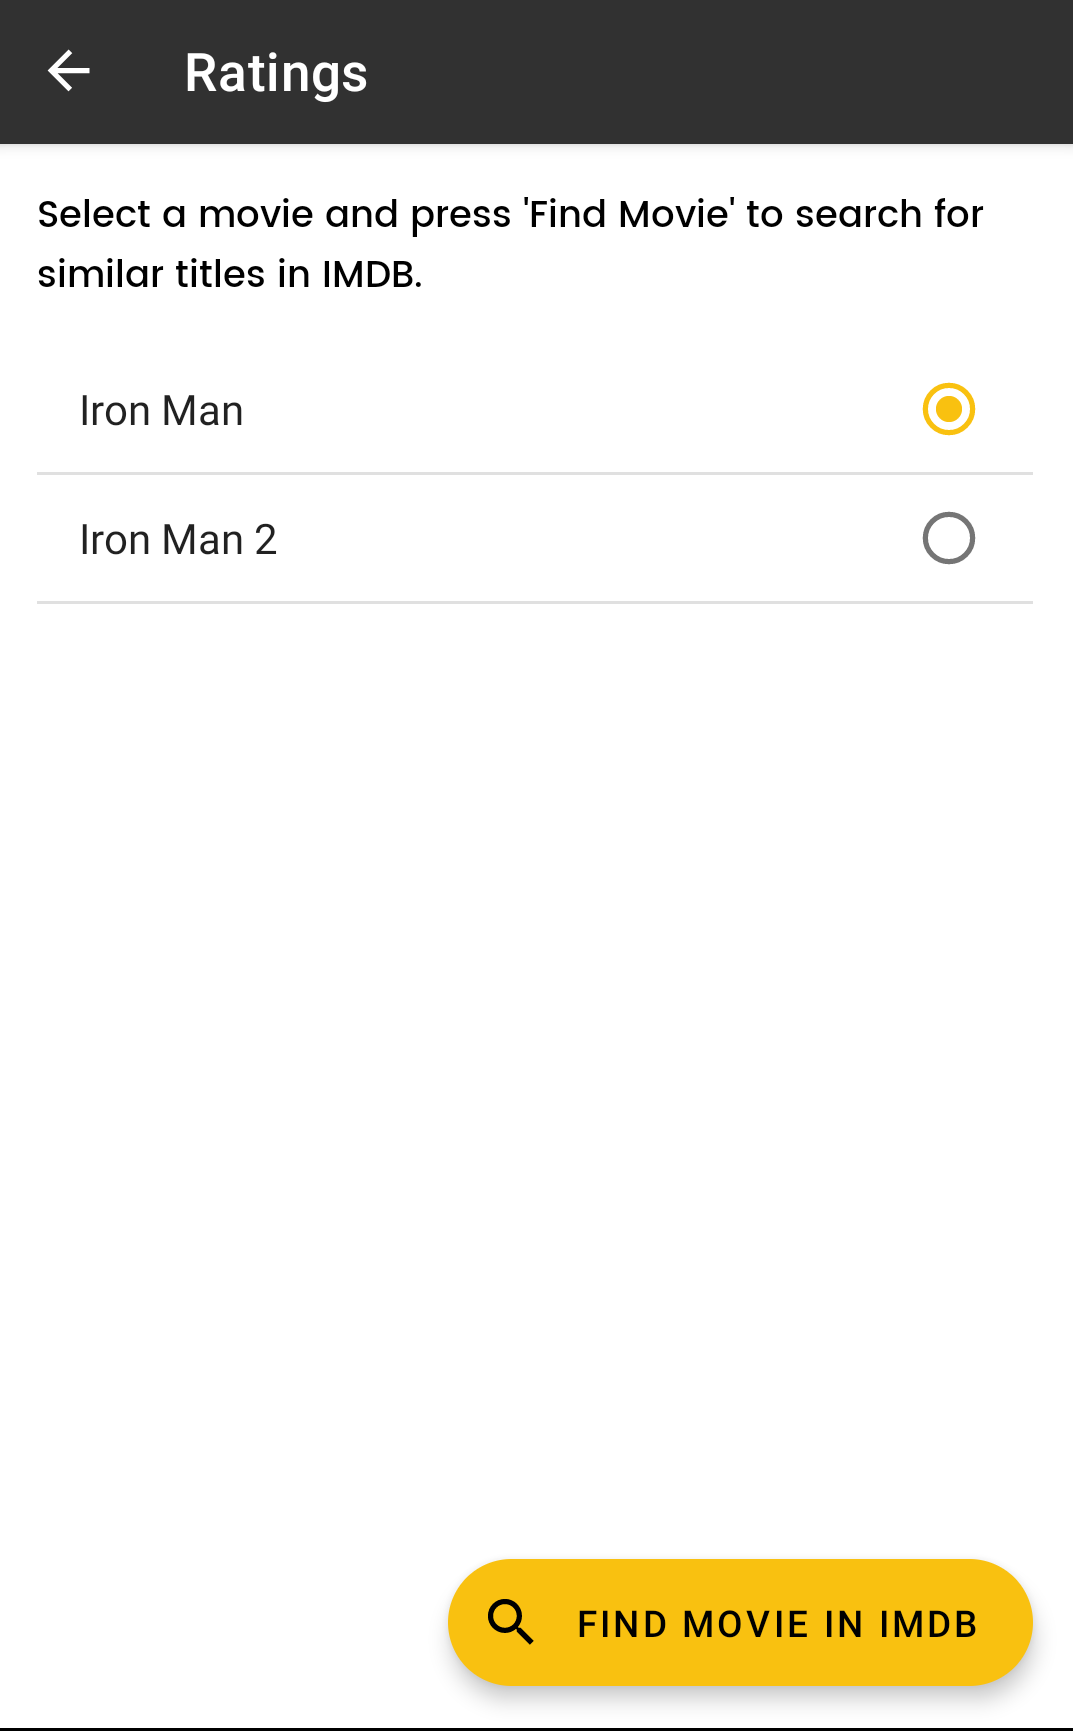 Ratings
Select a movie and press 'Find Movie' to search for
similar titles in IMDB.
Iron Man
Iron Man 2
FIND MOVIE IN IMDB